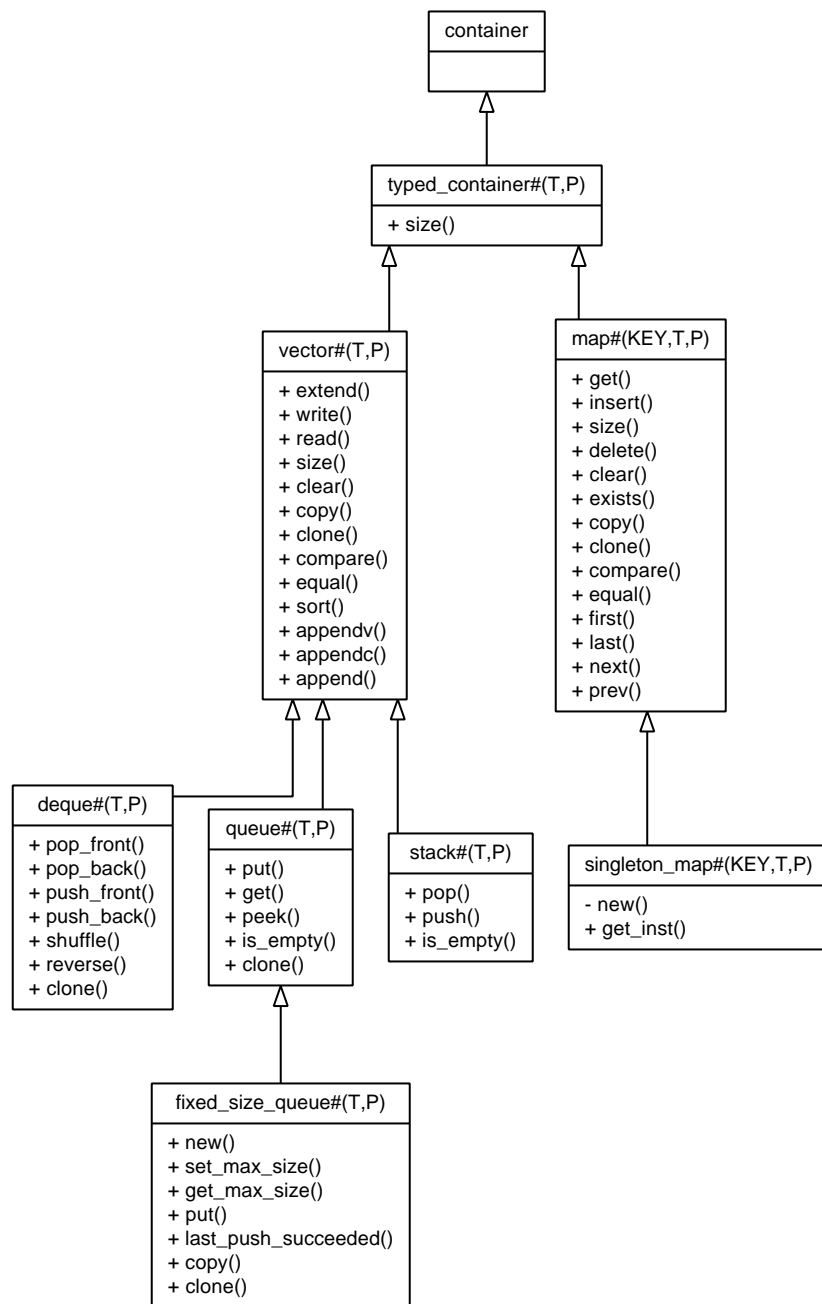 container
typed_container#(T,P)
+ size()
vector#(T,P)
+ extend()
+ write()
+ read()
+ size()
+ clear()
+ copy()
+ clone()
+ compare()
+ equal()
+ sort()
+ appendv()
+ appendc()
+ append()
map#(KEY,T,P)
+ get()
+ insert()
+ size()
+ delete()
+ clear()
+ exists()
+ copy()
+ clone()
+ compare()
+ equal()
+ first()
+ last()
+ next()
+ prev()
deque#(T,P)
+ pop_front()
+ pop_back()
+ push_front()
+ push_back()
+ shuffle()
+ reverse()
+ clone()
queue#(T,P)
+ put()
+ get()
+ peek()
+ is_empty()
+ clone()
stack#(T,P)
+ pop()
+ push()
+ is_empty()
singleton_map#(KEY,T,P)
- new()
+ get_inst()
fixed_size_queue#(T,P)
+ new()
+ set_max_size()
+ get_max_size()
+ put()
+ last_push_succeeded()
+ copy()
+ clone()